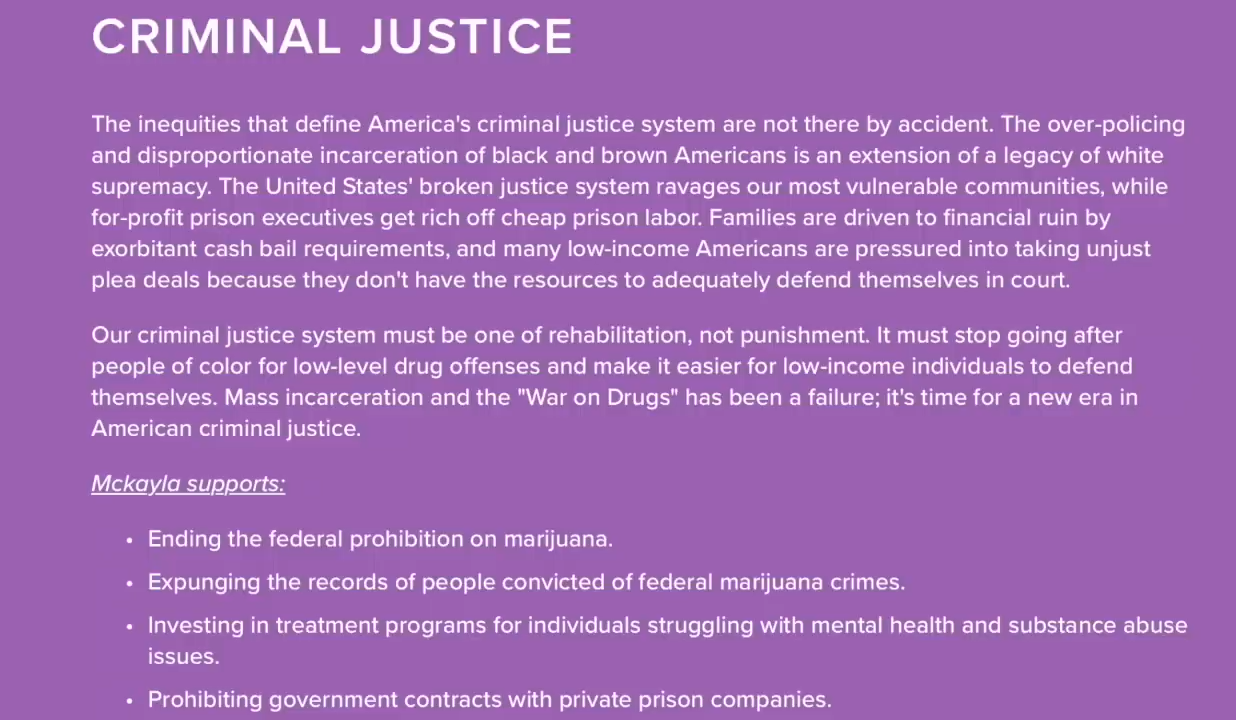 CRIMINAL JUSTICE
The inequities that define America's criminal justice system are not there by accident. The over-policing
and disproportionate incarceration of black and brown Americans is an extension of a legacy of white
supremacy. The United States' broken justice system ravages our most vulnerable communities, while
for-profit prison executives get rich off cheap prison labor. Families are driven to financial ruin by
exorbitant cash bail requirements, and many low-income Americans are pressured into taking unjust
plea deals because they don't have the resources to adequately defend themselves in court.
Our criminal justice system must be one of rehabilitation, not punishment. It must stop going after
people of color for low-level drug offenses and make it easier for low-income individuals to defend
themselves. Mass incarceration and the "War on Drugs" has been a failure; it's time for a new era in
American criminal justice.
Mckayla supports:
• Ending the federal prohibition on marijuana.
• Expunging the records of people convicted of federal marijuana crimes.
• Investing in treatment programs for individuals struggling with mental health and substance abuse
issues.
• Prohibiting government contracts with private prison companies.